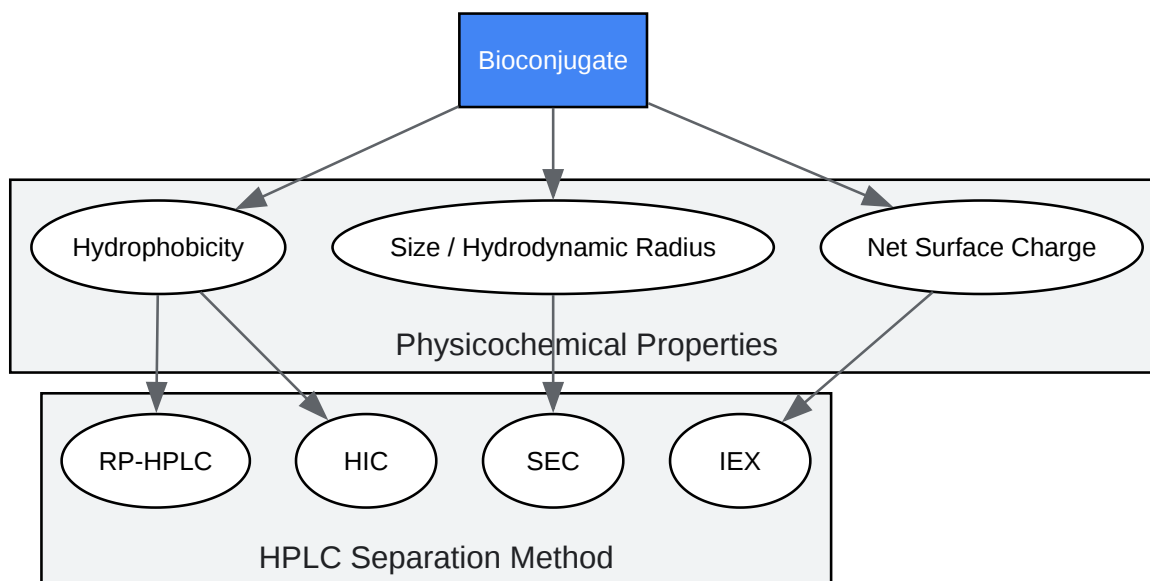 Bioconjugate
Hydrophobicity
Size / Hydrodynamic Radius
Net Surface Charge
Physicochemical Properties
RP-HPLC
HIC
SEC
IEX
HPLC Separation Method